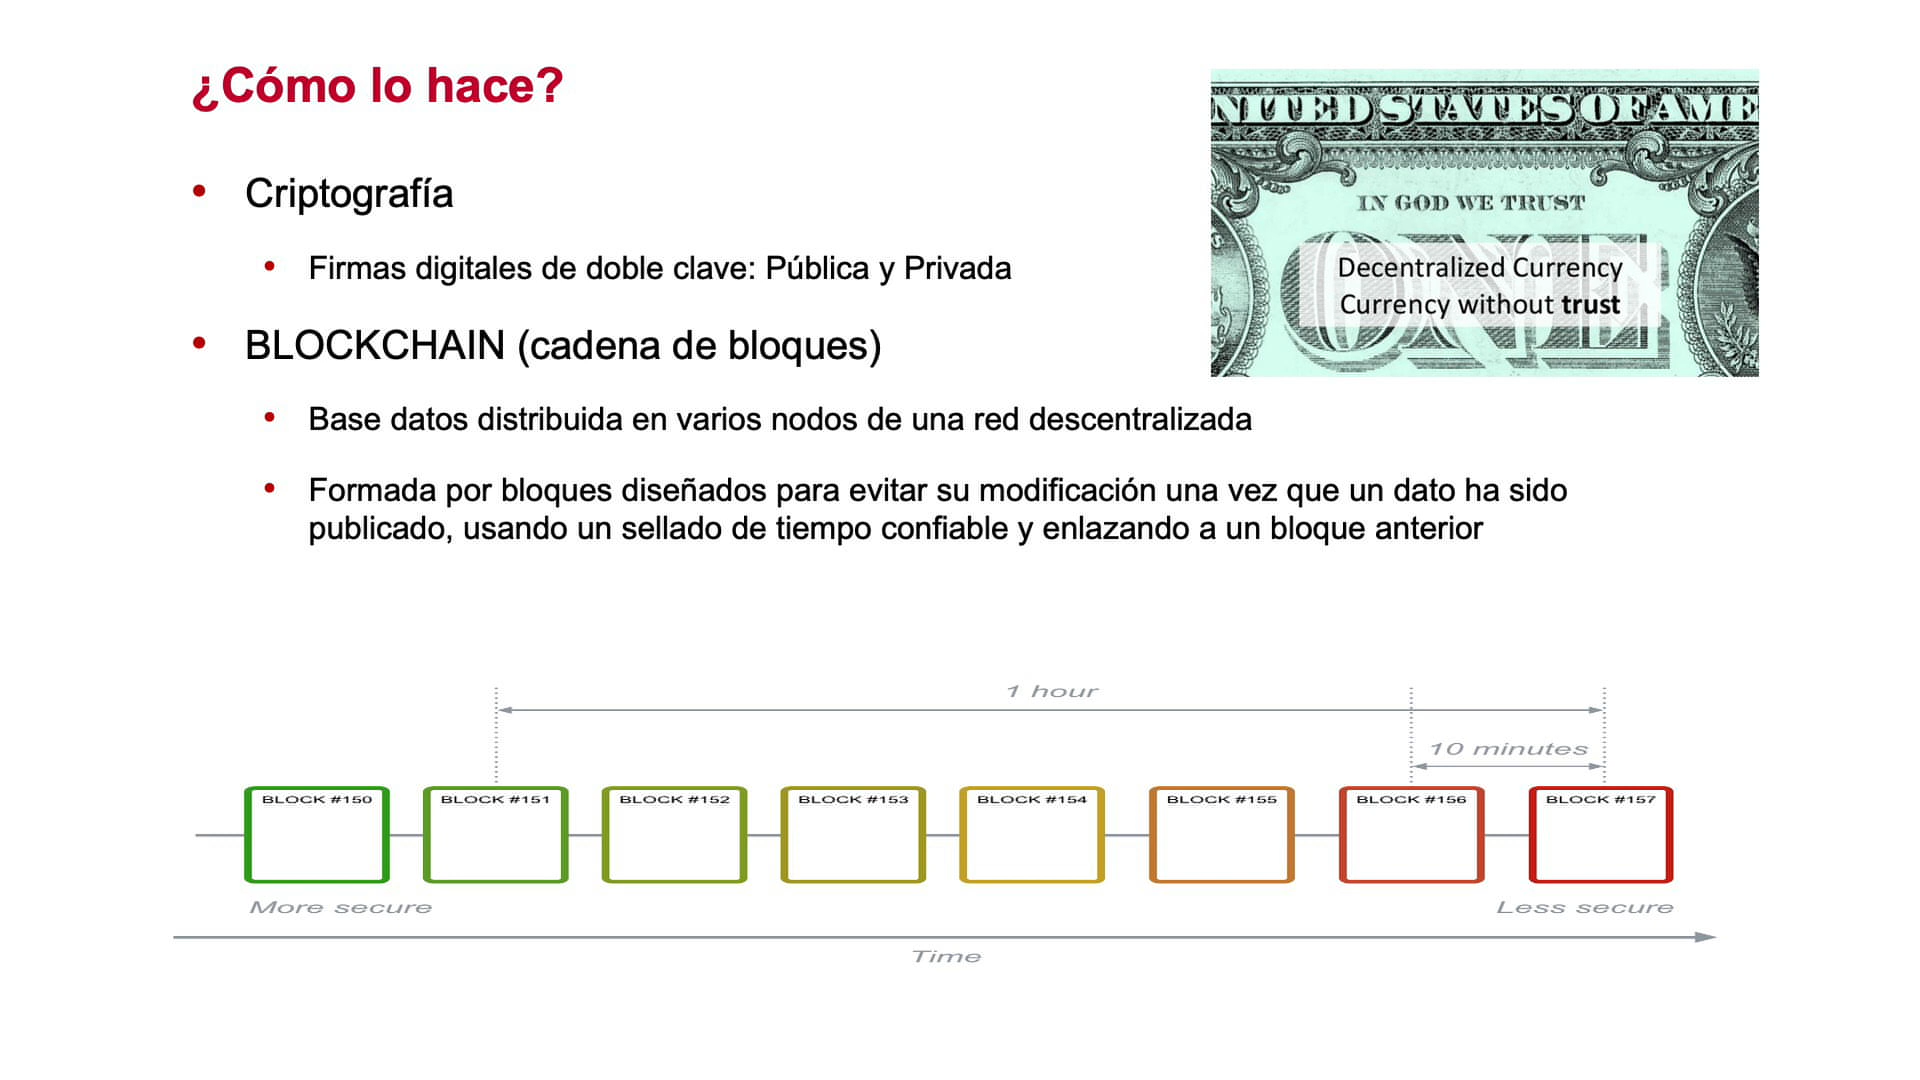 ¿Cómo lo hace?
NITED STATES OF AME
IN GOD WE TRUST
ONE
Decentralized Currency
Currency without trust
• Criptografía
• Firmas digitales de doble clave: Pública y Privada
• BLOCKCHAIN (cadena de bloques)
• Base datos distribuida en varios nodos de una red descentralizada
• Formada por bloques diseñados para evitar su modificación una vez que un dato ha sido
publicado, usando un sellado de tiempo confiable y enlazando a un bloque anterior
1 hour
10 minutes
BLOCK #150 BLOCK #151 BLOCK #152 BLOCK #153 BLOCK #154 BLOCK #155 BLOCK #156 BLOCK #157
More secure Less secure
Time